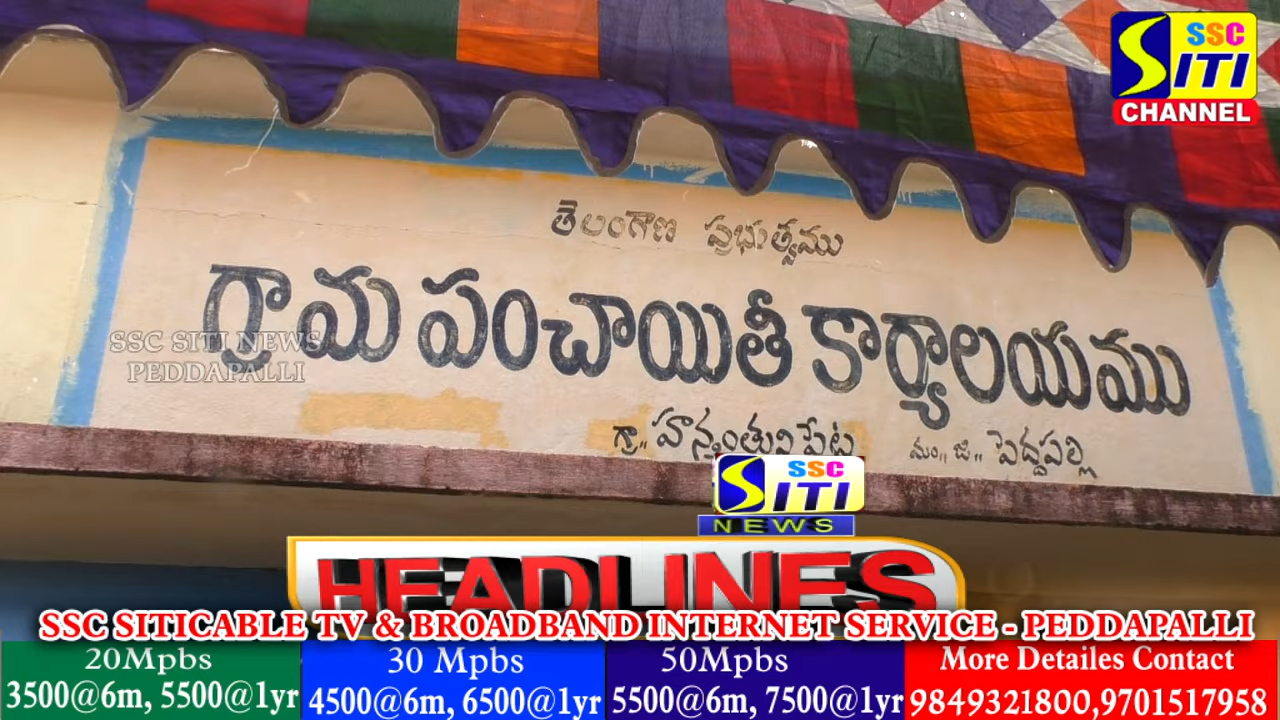 SSC
SITI
CHANNEL
తెలంగాణ ప్రభుత్వము
గ్రామ పంచాయితీ కార్యాలయము
SSC SITI NEWS
PEDDAPALLI
గ్రా,, హన్మంతునిపేట మం,, జి,, పెద్దపల్లి
SSC
SITI
NEWS
HEADLINES
SSC SITICABLE TV & BROADBAND INTERNET SERVICE - PEDDAPALLI
20Mpbs 30 Mpbs 50Mpbs More Detailes Contact
3500@6m, 5500@1yr 4500@6m, 6500@1yr 5500@6m, 7500@1yr 9849321800,9701517958